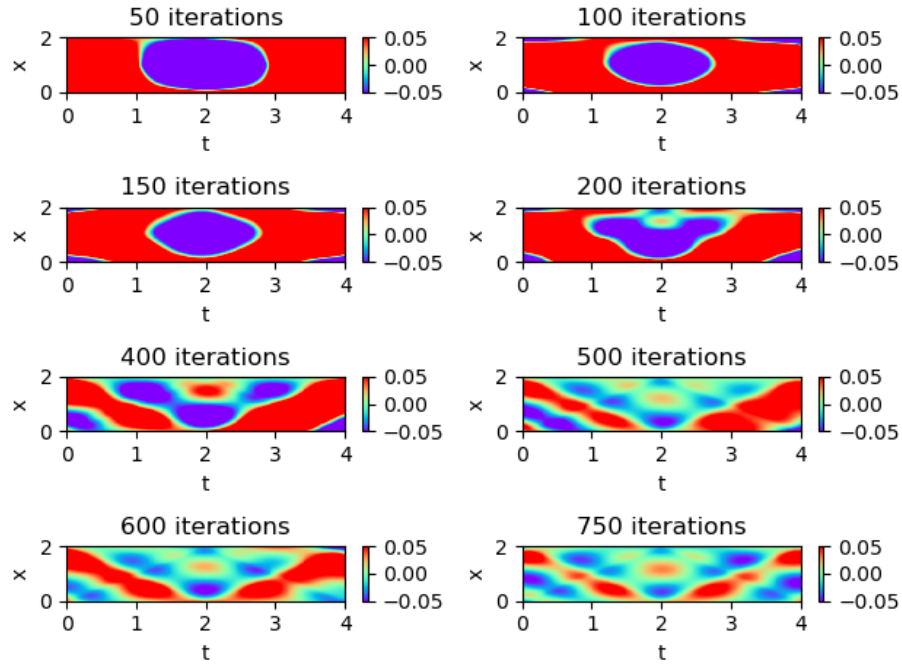 50 iterations
2
x
0
0 1 2 3 4
t
0.05
0.00
−0.05
100 iterations
2
x
0
0 1 2 3 4
t
0.05
0.00
−0.05
150 iterations
2
x
0
0 1 2 3 4
t
0.05
0.00
−0.05
200 iterations
2
x
0
0 1 2 3 4
t
0.05
0.00
−0.05
400 iterations
2
x
0
0 1 2 3 4
t
0.05
0.00
−0.05
500 iterations
2
x
0
0 1 2 3 4
t
0.05
0.00
−0.05
600 iterations
2
x
0
0 1 2 3 4
t
0.05
0.00
−0.05
750 iterations
2
x
0
0 1 2 3 4
t
0.05
0.00
−0.05